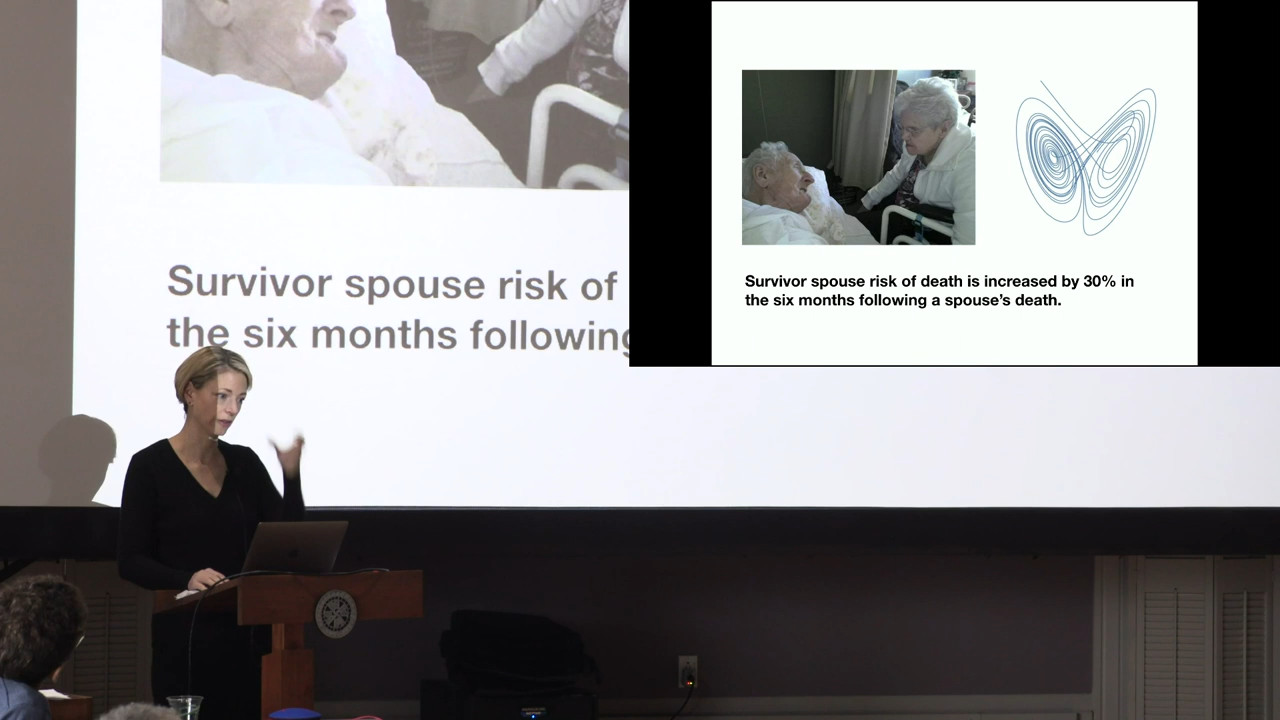 Survivor spouse risk of
the six months following
Survivor spouse risk of death is increased by 30% in
the six months following a spouse's death.